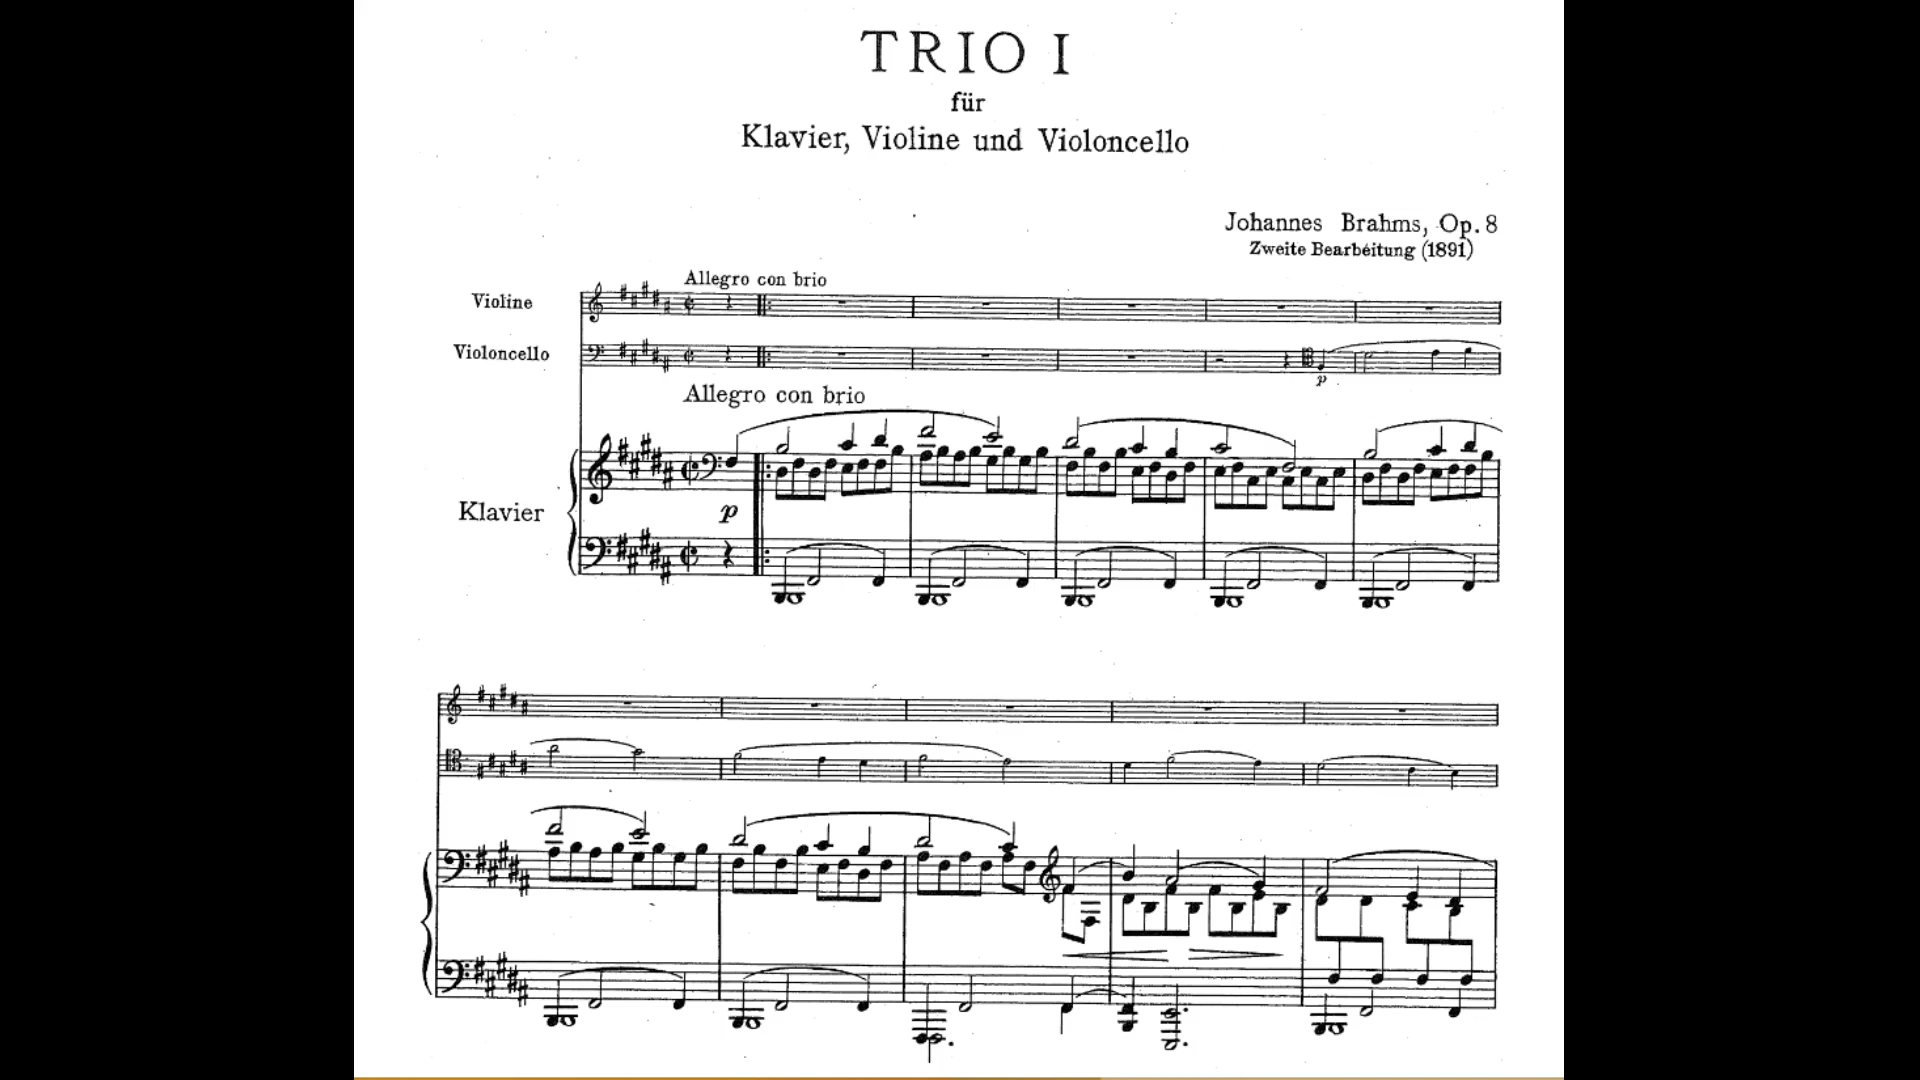 TRIO I
für
Klavier, Violine und Violoncello
Johannes Brahms, Op. 8
Zweite Bearbeitung (1891)
Allegro con brio
Violine
Violoncello
p
Allegro con brio
Klavier
p